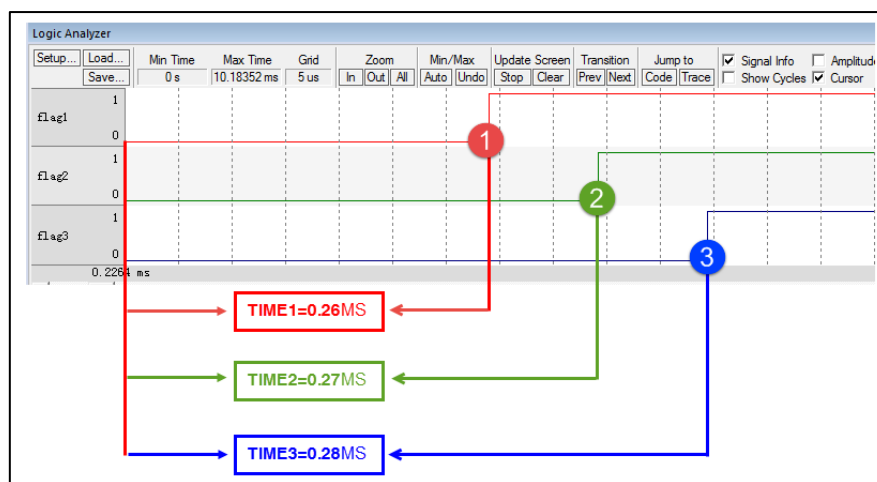 Logic Analyzer
Setup... Load... Min Time Max Time Grid Zoom Min/Max Update Screen Transition Jump to Signal Info Amplitude
Save... 0 s 10.18352 ms 5 us In Out All Auto Undo Stop Clear Prev Next Code Trace Show Cycles Cursor
1
flag1
0
1
1
flag2
0
2
1
flag3
0
3
0.2264 ms
TIME1=0.26MS
TIME2=0.27MS
TIME3=0.28MS